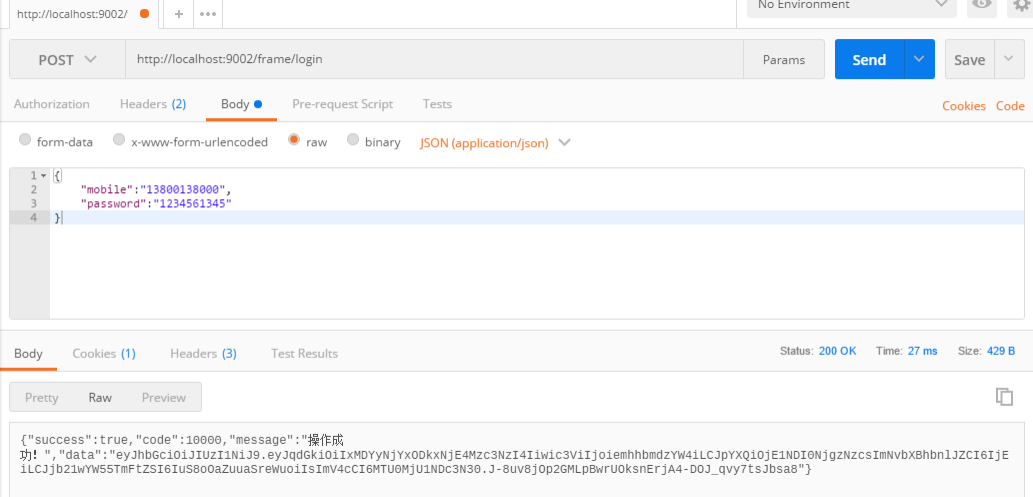 http://localhost:9002/
No Environment
POST
http://localhost:9002/frame/login
Params
Send
Save
Authorization
Headers (2)
Body
Pre-request Script
Tests
Cookies
Code
form-data
x-www-form-urlencoded
raw
binary
JSON (application/json)
1 {
2 "mobile":"13800138000",
3 "password":"1234561345"
4 }
Body
Cookies (1)
Headers (3)
Test Results
Status: 200 OK
Time: 27 ms
Size: 429 B
Pretty
Raw
Preview
{"success":true,"code":10000,"message":"操作成
功！","data":"eyJhbGciOiJIUzI1NiJ9.eyJqdGkiOiIxMDYyNjYxODkxNjE4Mzc3NzI4Iiwic3ViIjoiemhhbmdzYW4iLCJpYXQiOjE1NDI0NjgzNzcsImNvbXBhbnlJZCI6IjE
iLCJjb21wYW55TmFtZSI6IuS8oOaZuuaSreWuoiIsImV4cCI6MTU0MjU1NDc3N30.J-8uv8jOp2GMLpBwrUOksnErjA4-DOJ_qvy7tsJbsa8"}